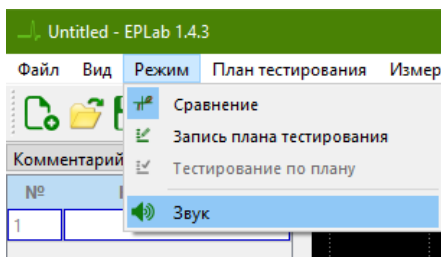 Untitled - EPLab 1.4.3
Файл Вид Режим План тестирования Измер
Сравнение
Запись плана тестирования
Тестирование по плану
Комментарий
№
Звук
1